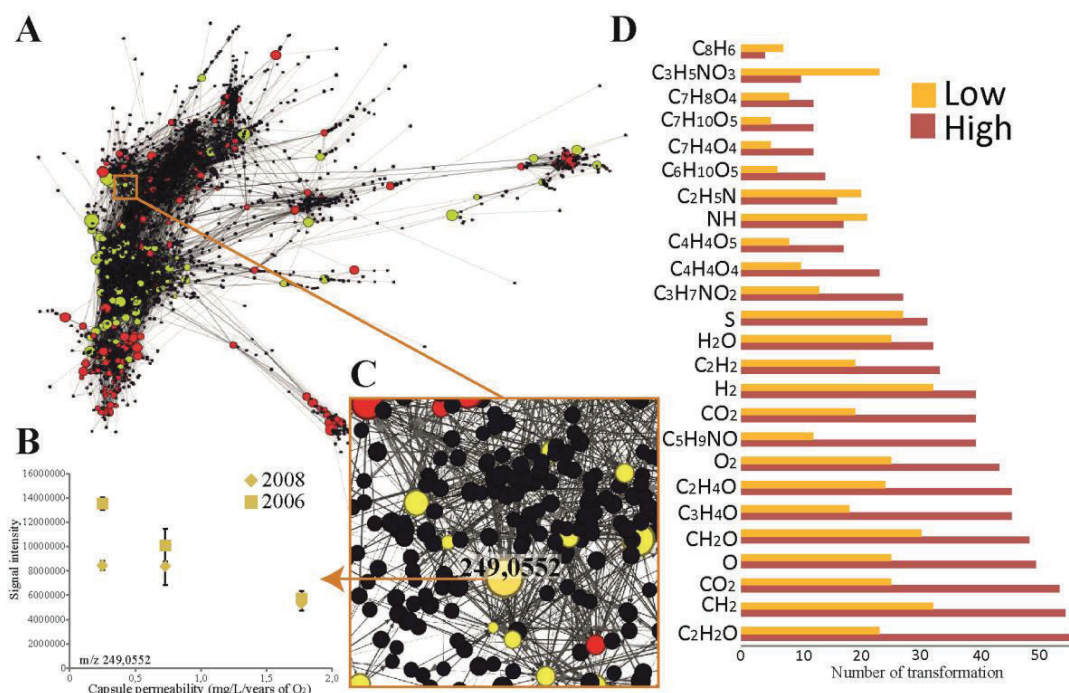 A
B
16000000
14000000
12000000
10000000
8000000
6000000
4000000
2000000
0
Signal intensity
2008
2006
m/z 249,0552
0 0,5 1,0 1,5 2,0
Capsule permeability (mg/L/years of O₂)
C
249,0552
D
Low
High
C₈H₆
C₃H₅NO₃
C₇H₈O₄
C₇H₁₀O₅
C₇H₄O₄
C₆H₁₀O₅
C₂H₅N
NH
C₄H₄O₅
C₄H₄O₄
C₃H₇NO₂
S
H₂O
C₂H₂
H₂
CO₂
C₅H₉NO
O₂
C₂H₄O
C₃H₄O
CH₂O
O
CO₂
CH₂
C₂H₂O
0 10 20 30 40 50
Number of transformation